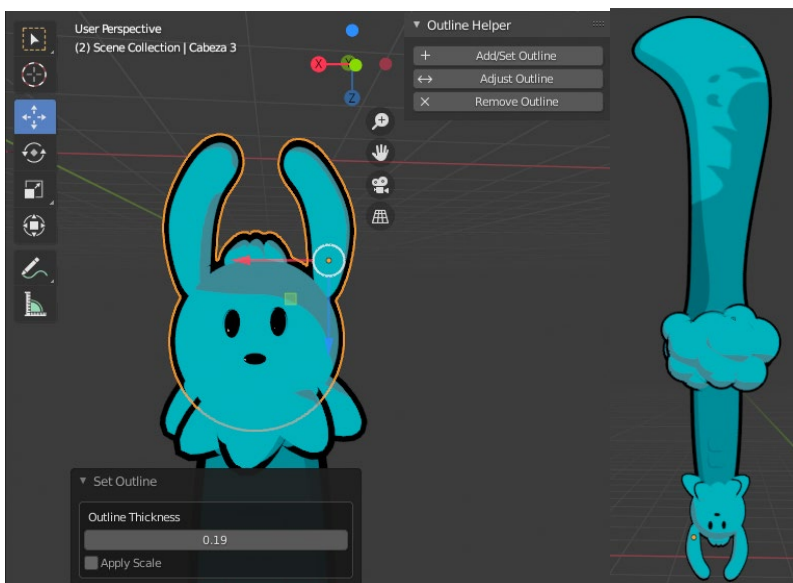 User Perspective
(2) Scene Collection | Cabeza 3
X
Y
Z
Outline Helper
Add/Set Outline
Adjust Outline
Remove Outline
Set Outline
Outline Thickness
0.19
Apply Scale